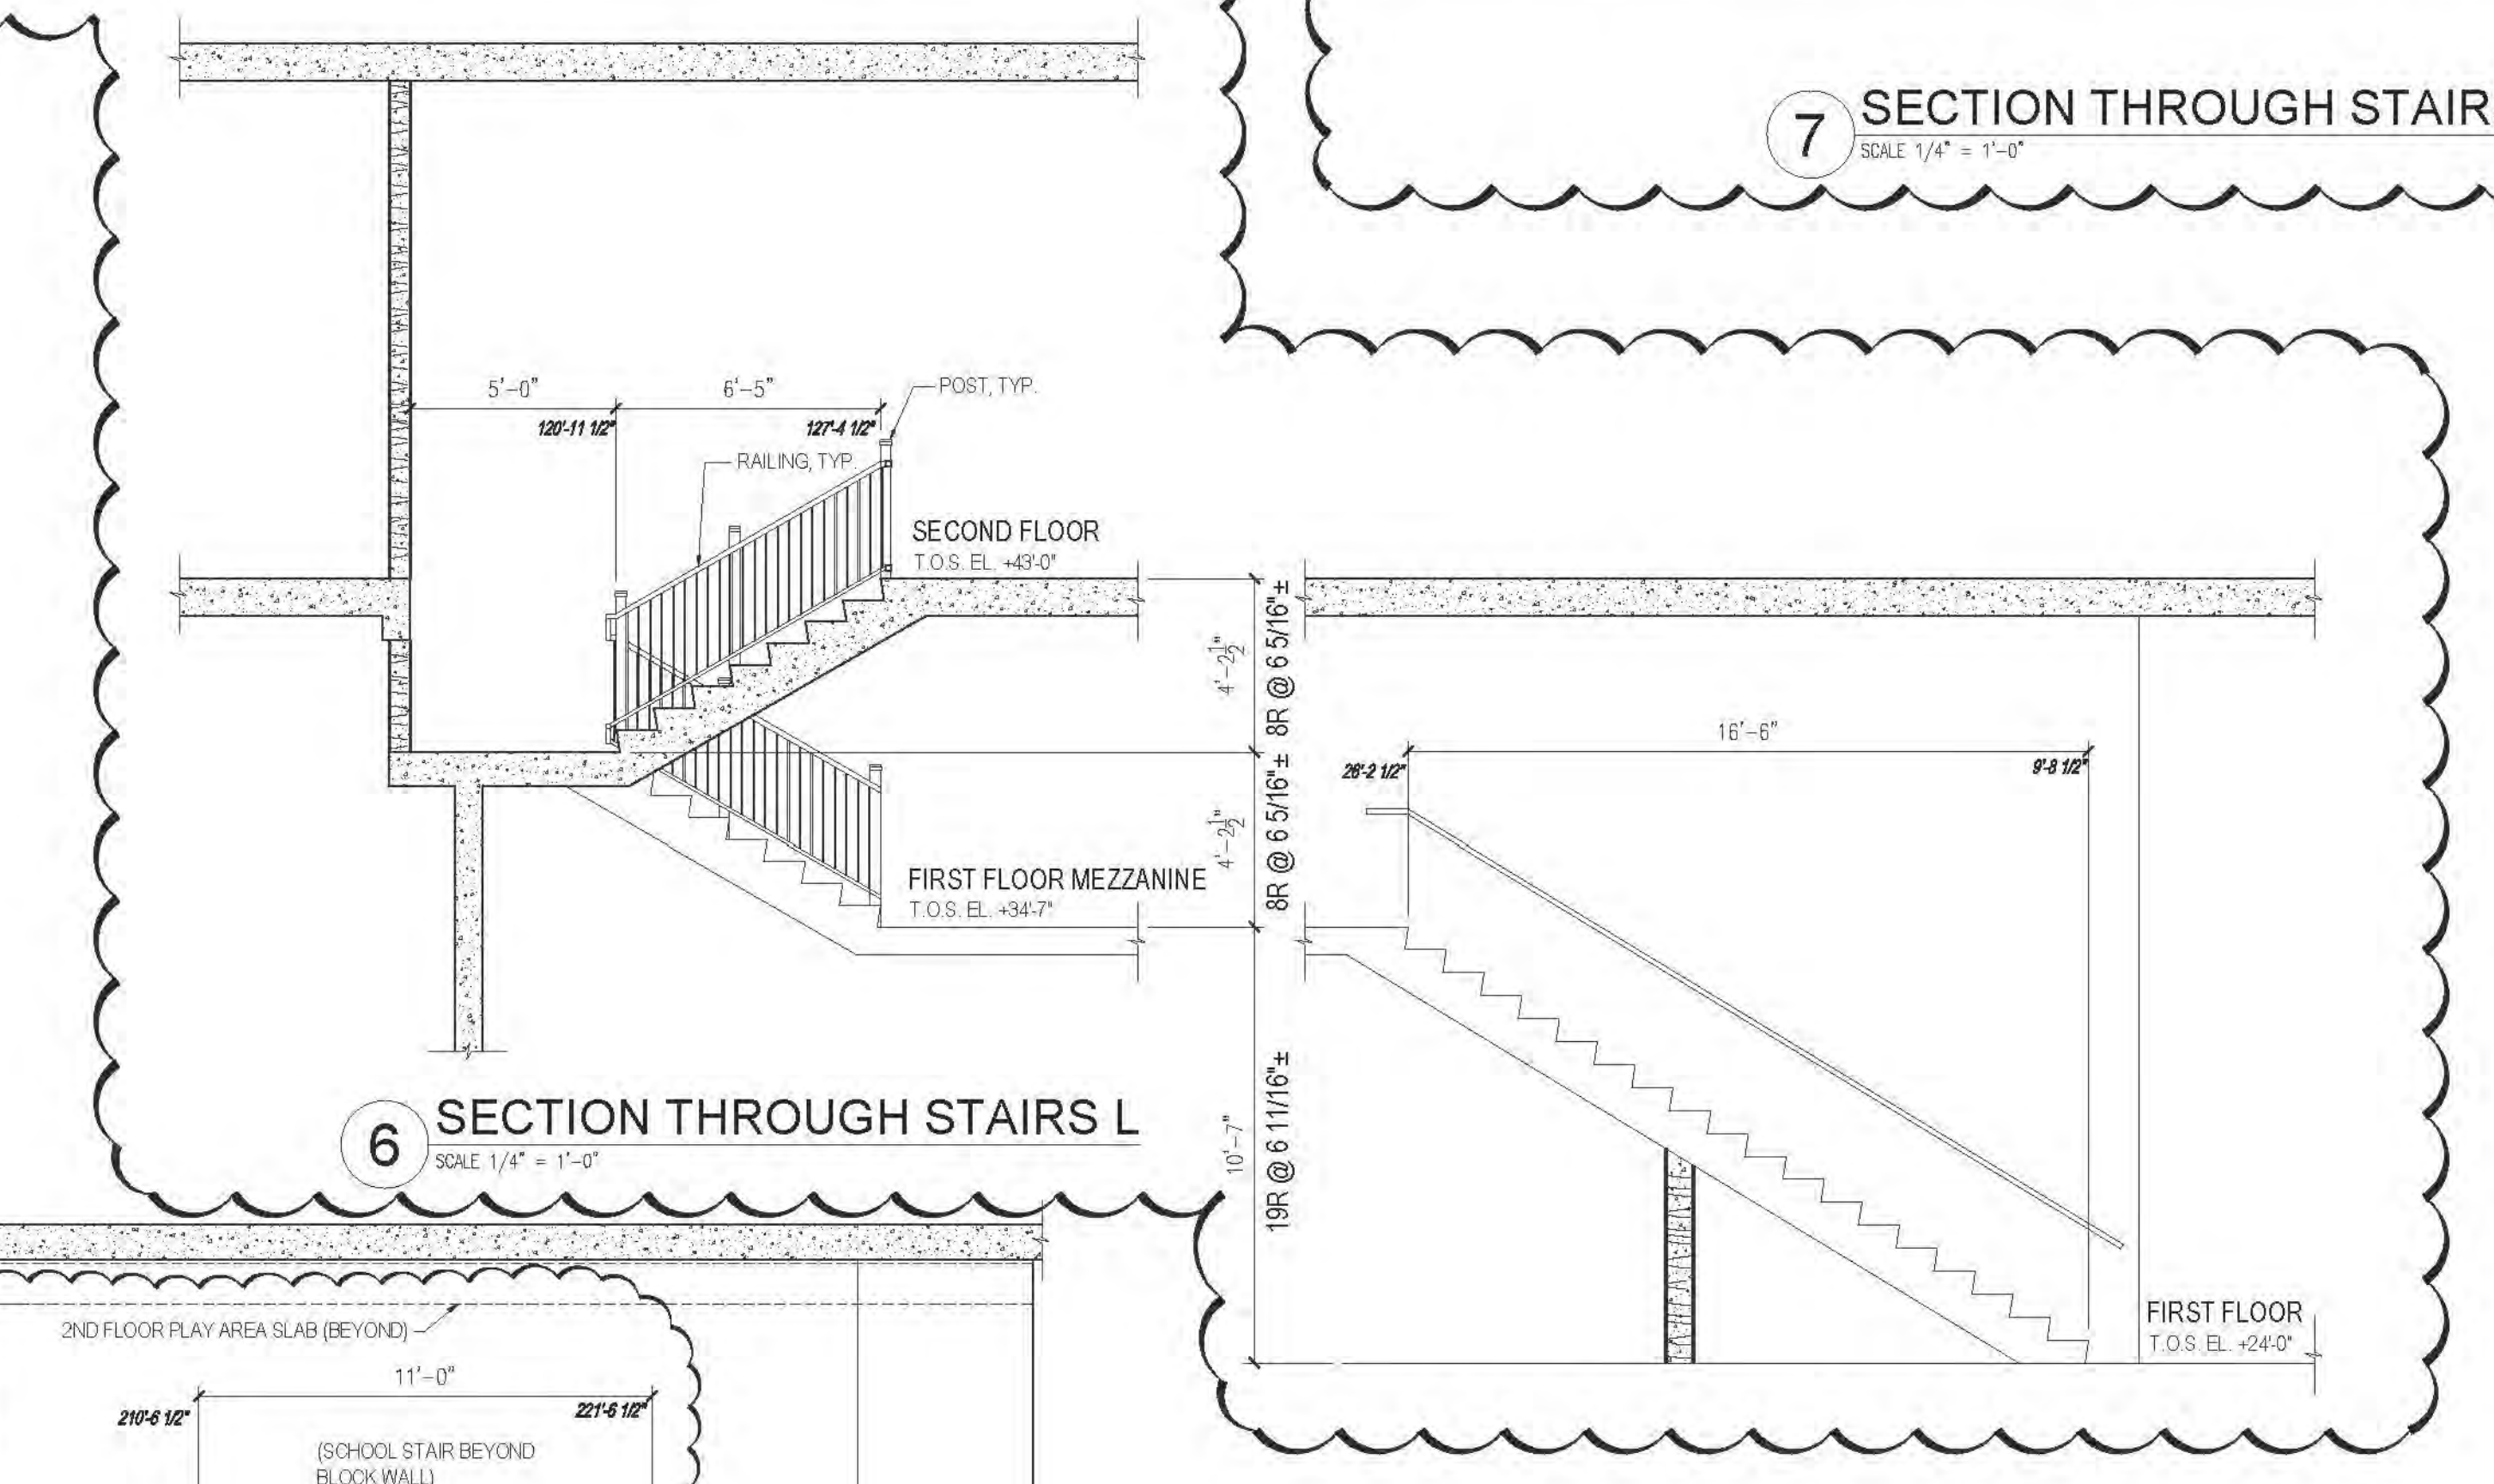 7
SECTION THROUGH STAIR
SCALE 1/4" = 1'-0"
5'-0"
6'-5"
POST, TYP.
120'-11 1/2"
127'-4 1/2"
RAILING, TYP.
SECOND FLOOR
T.O.S. EL. +43'-0"
4'-2 1/2"
8R @ 6 5/16"±
16'-6"
26'-2 1/2"
9'-8 1/2"
4'-2 1/2"
8R @ 6 5/16"±
FIRST FLOOR MEZZANINE
T.O.S. EL. +34'-7"
10'-7"
19R @ 6 11/16"±
6
SECTION THROUGH STAIRS L
SCALE 1/4" = 1'-0"
FIRST FLOOR
T.O.S. EL. +24'-0"
2ND FLOOR PLAY AREA SLAB (BEYOND)
11'-0"
210'-6 1/2"
221'-6 1/2"
(SCHOOL STAIR BEYOND
BLOCK WALL)